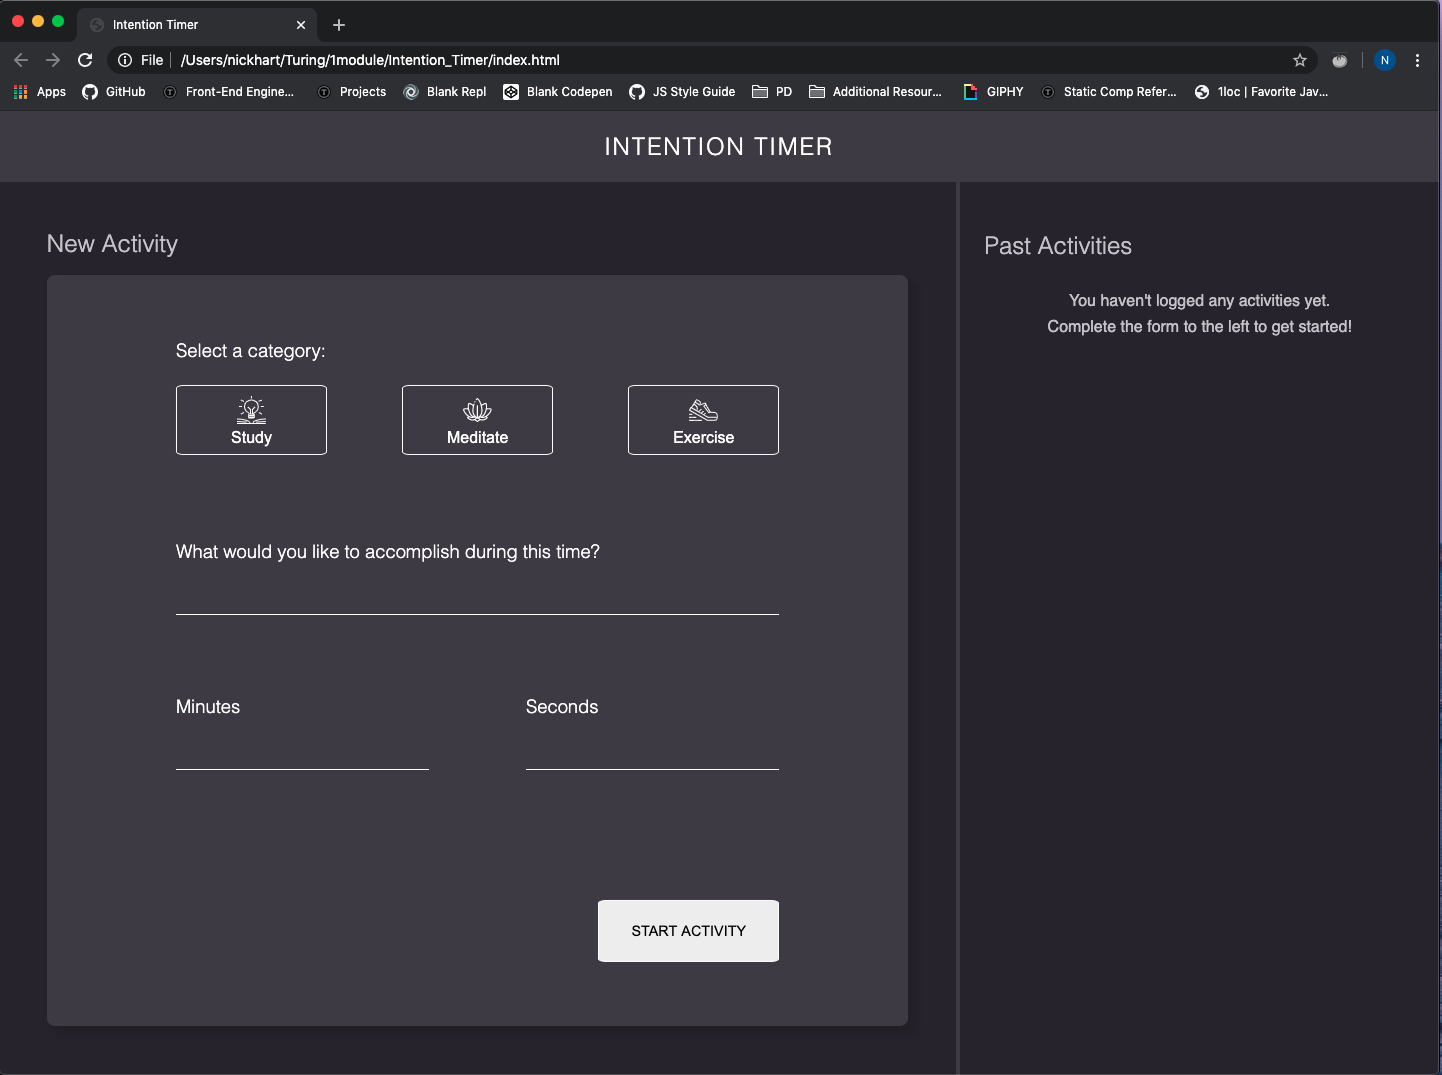 Intention Timer
File /Users/nickhart/Turing/1module/Intention_Timer/index.html
N
Apps GitHub Front-End Engine... Projects Blank Repl Blank Codepen JS Style Guide PD Additional Resour... GIPHY Static Comp Refer... 1loc | Favorite Jav...
INTENTION TIMER
New Activity
Select a category:
Study Meditate Exercise
What would you like to accomplish during this time?
Minutes Seconds
START ACTIVITY
Past Activities
You haven't logged any activities yet.
Complete the form to the left to get started!